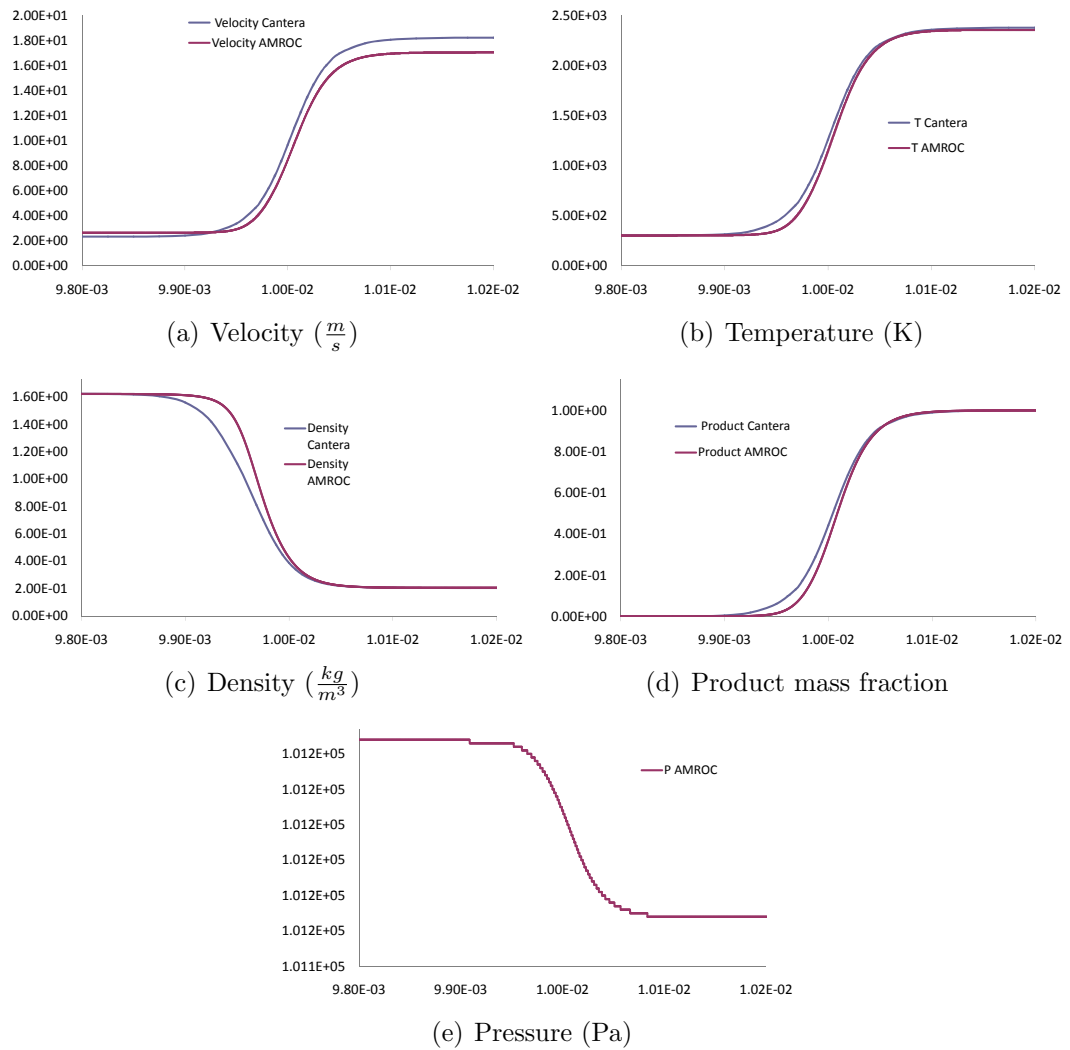 2.00E+01
1.80E+01
1.60E+01
1.40E+01
1.20E+01
1.00E+01
8.00E+00
6.00E+00
4.00E+00
2.00E+00
0.00E+00
Velocity Cantera
Velocity AMROC
9.80E-03 9.90E-03 1.00E-02 1.01E-02 1.02E-02
(a) Velocity (m/s)
2.50E+03
2.00E+03
1.50E+03
1.00E+03
5.00E+02
0.00E+00
T Cantera
T AMROC
9.80E-03 9.90E-03 1.00E-02 1.01E-02 1.02E-02
(b) Temperature (K)
1.60E+00
1.40E+00
1.20E+00
1.00E+00
8.00E-01
6.00E-01
4.00E-01
2.00E-01
0.00E+00
Density
Cantera
Density
AMROC
9.80E-03 9.90E-03 1.00E-02 1.01E-02 1.02E-02
(c) Density (kg/m³)
1.00E+00
8.00E-01
6.00E-01
4.00E-01
2.00E-01
0.00E+00
Product Cantera
Product AMROC
9.80E-03 9.90E-03 1.00E-02 1.01E-02 1.02E-02
(d) Product mass fraction
1.012E+05
1.012E+05
1.012E+05
1.012E+05
1.012E+05
1.012E+05
1.011E+05
P AMROC
9.80E-03 9.90E-03 1.00E-02 1.01E-02 1.02E-02
(e) Pressure (Pa)